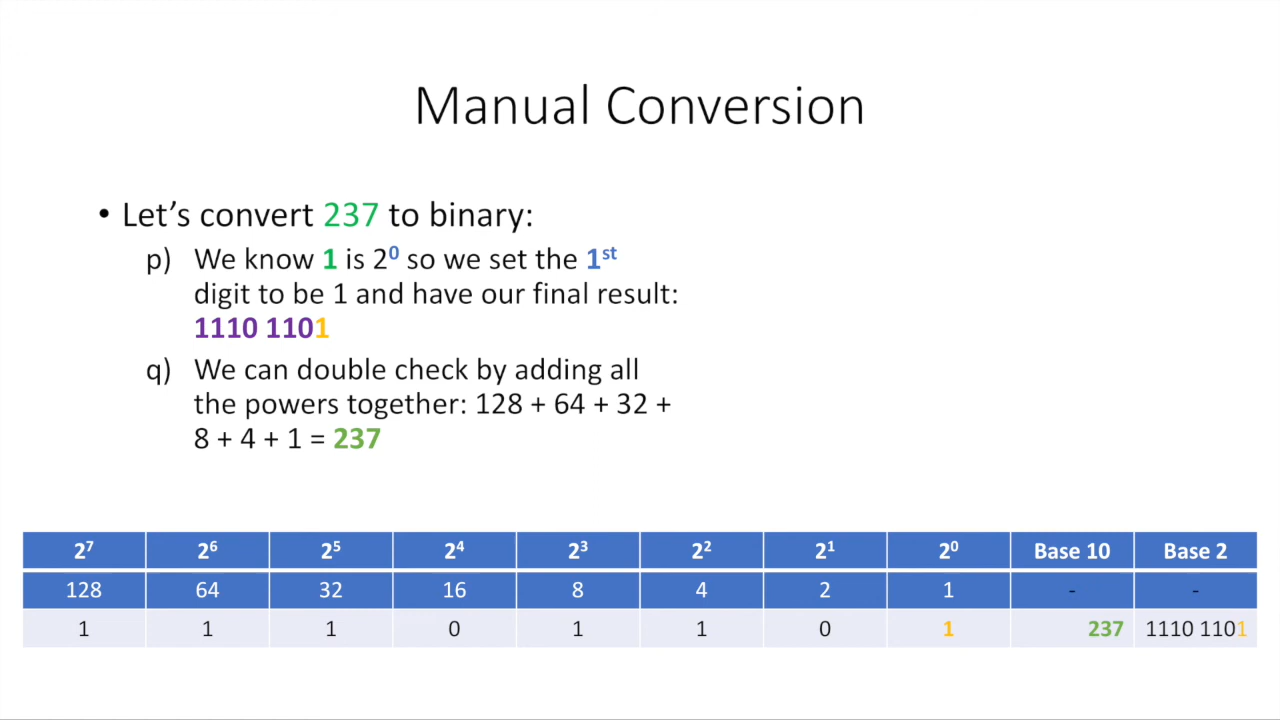 Manual Conversion
• Let’s convert 237 to binary:
p) We know 1 is 2⁰ so we set the 1ˢᵗ
digit to be 1 and have our final result:
1110 1101
q) We can double check by adding all
the powers together: 128 + 64 + 32 +
8 + 4 + 1 = 237
2⁷ 2⁶ 2⁵ 2⁴ 2³ 2² 2¹ 2⁰ Base 10 Base 2
128 64 32 16 8 4 2 1 - -
1 1 1 0 1 1 0 1 237 1110 1101